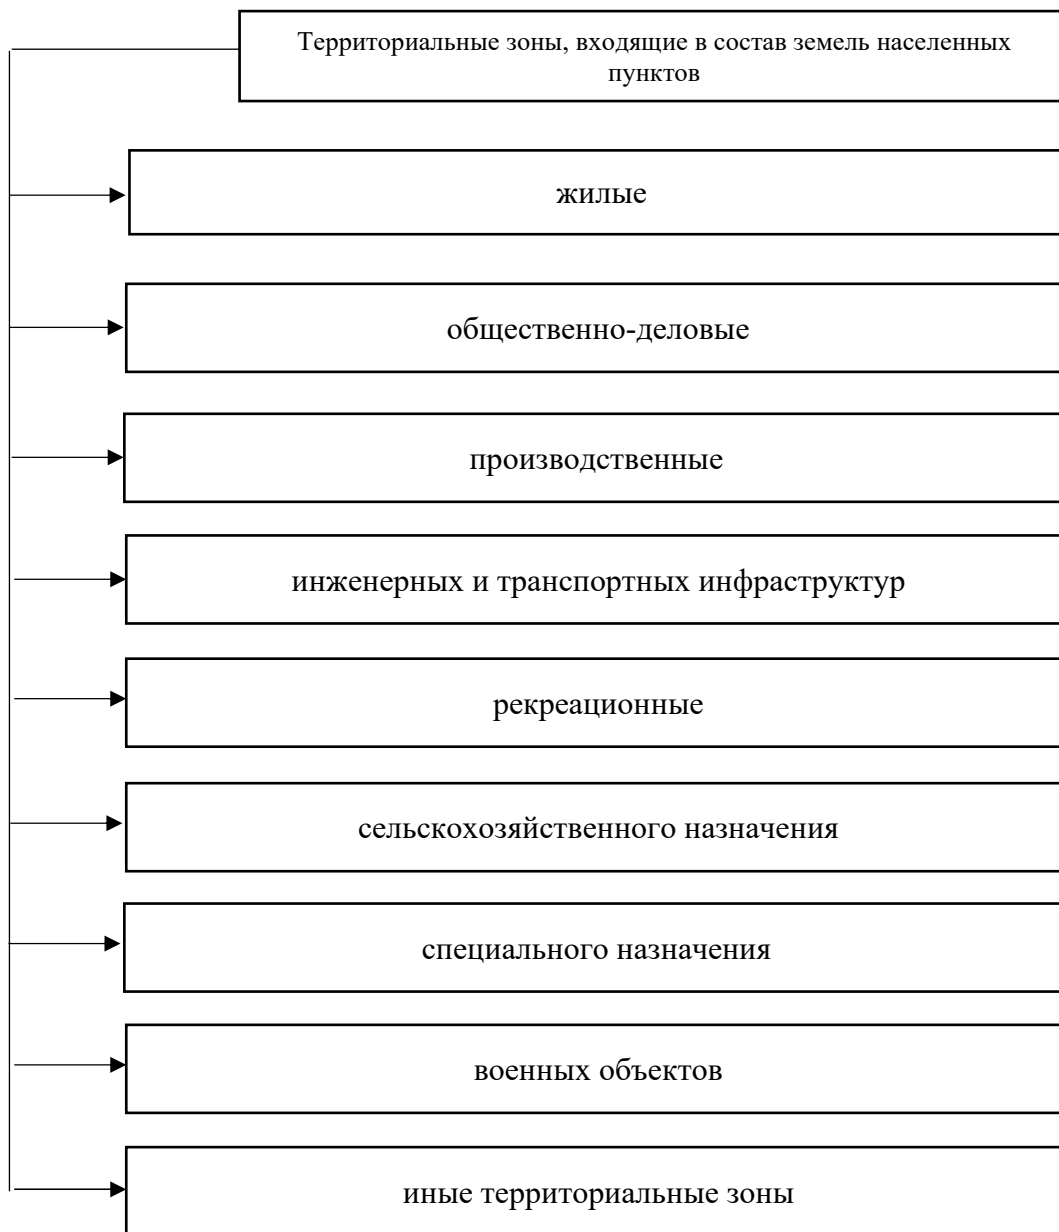 Территориальные зоны, входящие в состав земель населенных
пунктов
жилые
общественно-деловые
производственные
инженерных и транспортных инфраструктур
рекреационные
сельскохозяйственного назначения
специального назначения
военных объектов
иные территориальные зоны